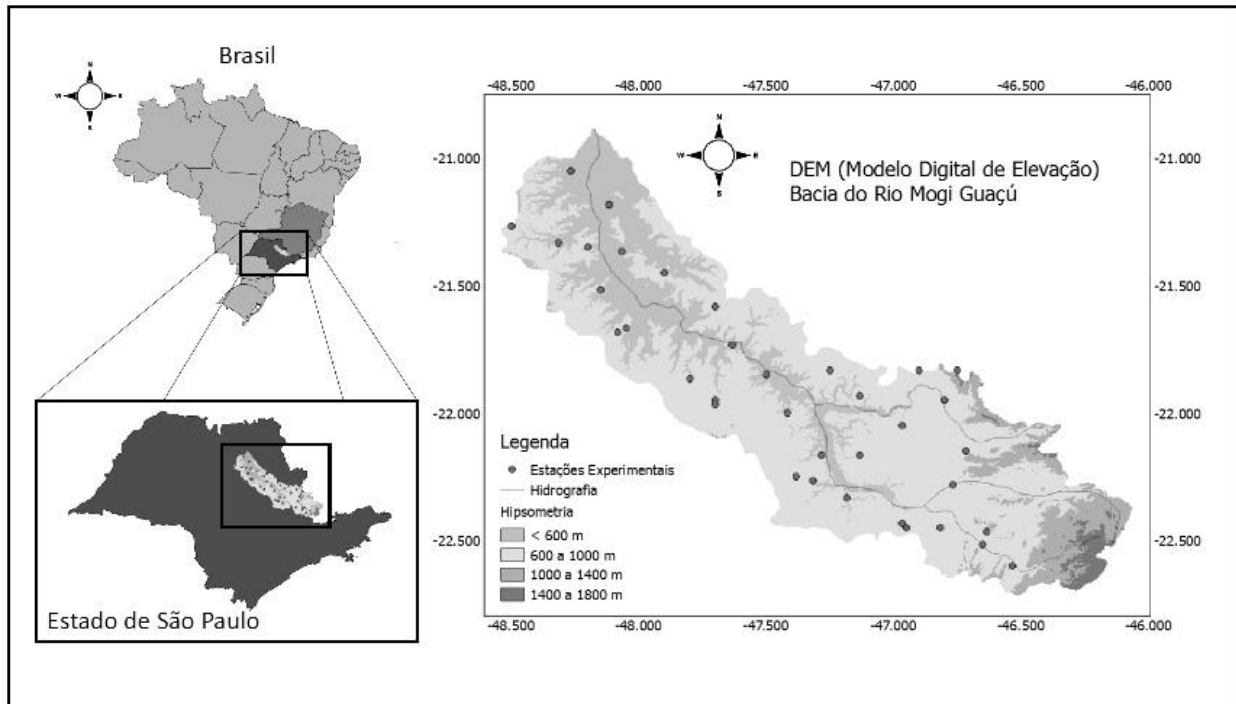 Brasil
N
W
E
S
Estado de São Paulo
-48.500 -48.000 -47.500 -47.000 -46.500 -46.000
N
W
E
S
DEM (Modelo Digital de Elevação)
Bacia do Rio Mogi Guaçú
-21.000 -21.000
-21.500 -21.500
-22.000 -22.000
-22.500 -22.500
Legenda
Estações Experimentais
Hidrografia
Hipsometria
< 600 m
600 a 1000 m
1000 a 1400 m
1400 a 1800 m
-48.500 -48.000 -47.500 -47.000 -46.500 -46.000